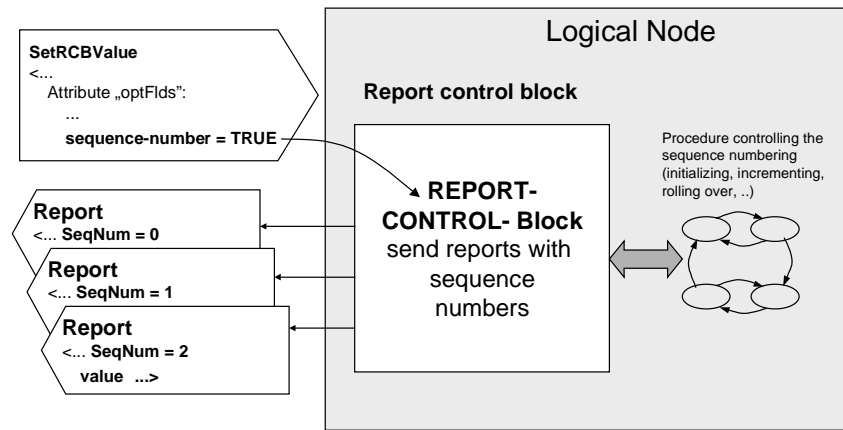 Logical Node
SetRCBValue
<...
Attribute „optFlds":
...
sequence-number = TRUE
Report control block
REPORT-
CONTROL- Block
send reports with
sequence
numbers
Procedure controlling the
sequence numbering
(initializing, incrementing,
rolling over, ..)
Report
<... SeqNum = 0
Report
<... SeqNum = 1
Report
<... SeqNum = 2
value ...>